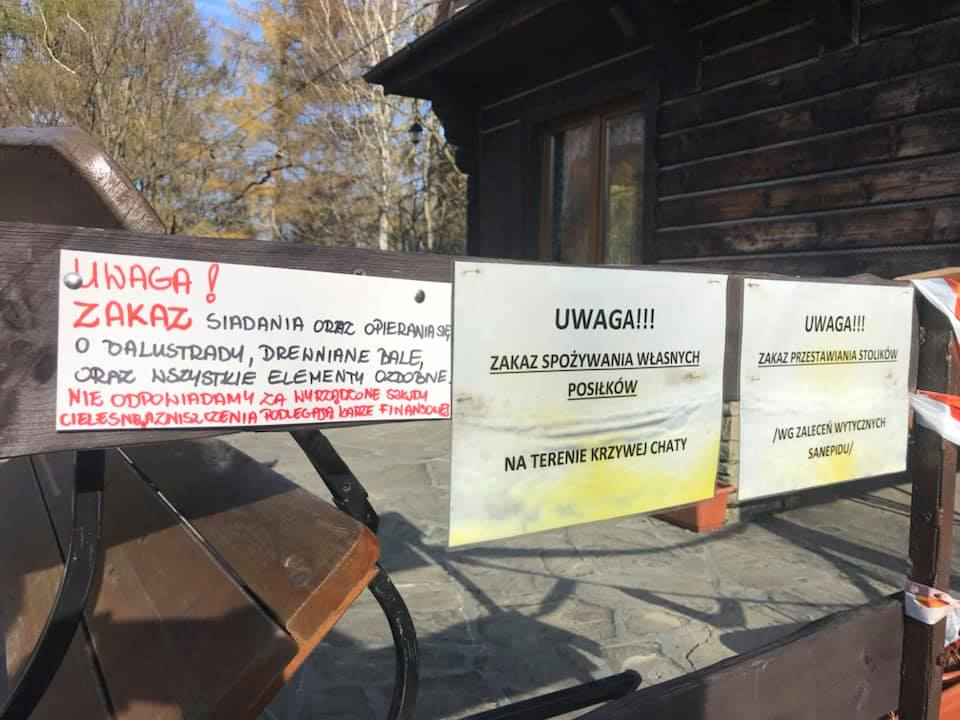 UWAGA!
ZAKAZ SIADANIA ORAZ OPIERANIA SIĘ
O BALUSTRADY, DREWNIANE BALE,
ORAZ WSZYSTKIE ELEMENTY OZDOBNE.
NIE ODPOWIADAMY ZA WYRZĄDZONE SZKODY
CIELESNE, ZNISZCZENIA PODLEGAJĄ KARZE FINANSOWEJ
UWAGA!!!
ZAKAZ SPOŻYWANIA WŁASNYCH
POSIŁKÓW
NA TERENIE KRZYWEJ CHATY
UWAGA!!!
ZAKAZ PRZESTAWIANIA STOLIKÓW
/WG ZALECEŃ WYTYCZNYCH
SANEPIDU/